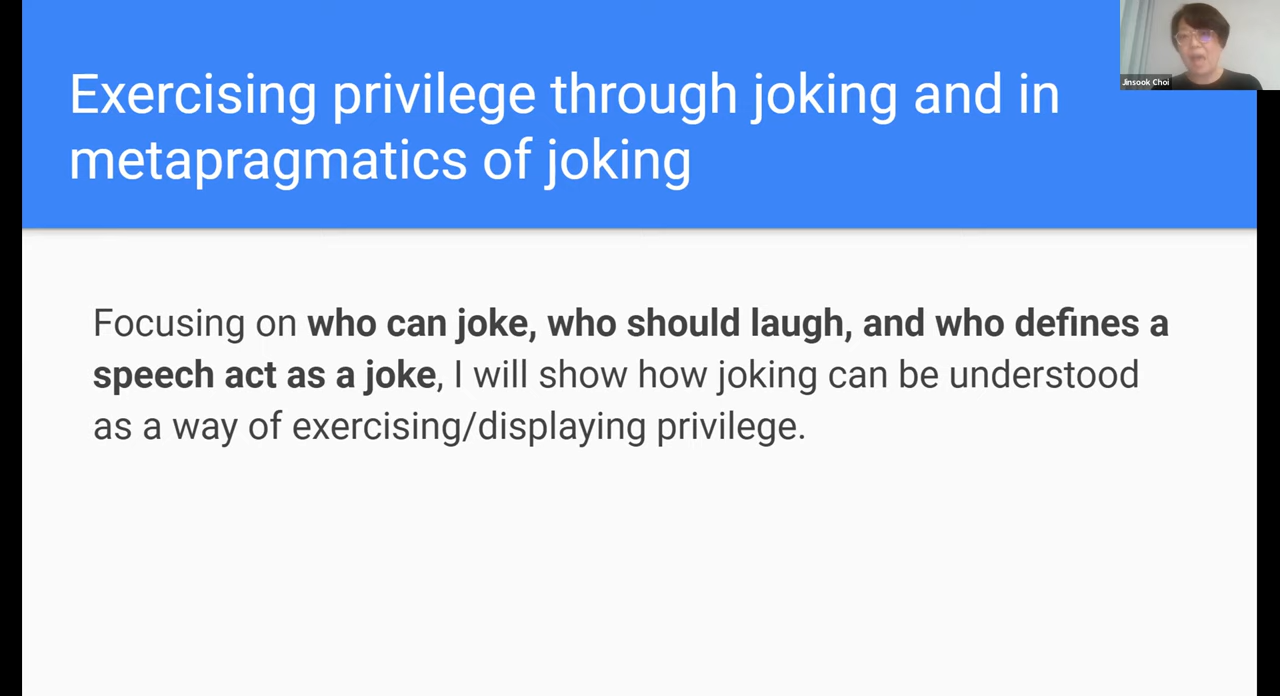 Exercising privilege through joking and in
metapragmatics of joking
Jinsook Choi
Focusing on who can joke, who should laugh, and who defines a
speech act as a joke, I will show how joking can be understood
as a way of exercising/displaying privilege.